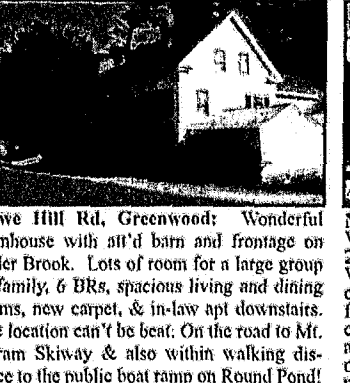 we Hill Rd, Greenwood: Wonderful
mhouse with att'd barn and frontage on
ler Brook. Lots of room for a large group
family, 6 BRs, spacious living and dining
ms, new carpet, & in-law apt downstairs.
location can't be beat. On the road to Mt.
ram Skiway & also within walking dis-
ce to the public boat ramp on Round Pond!